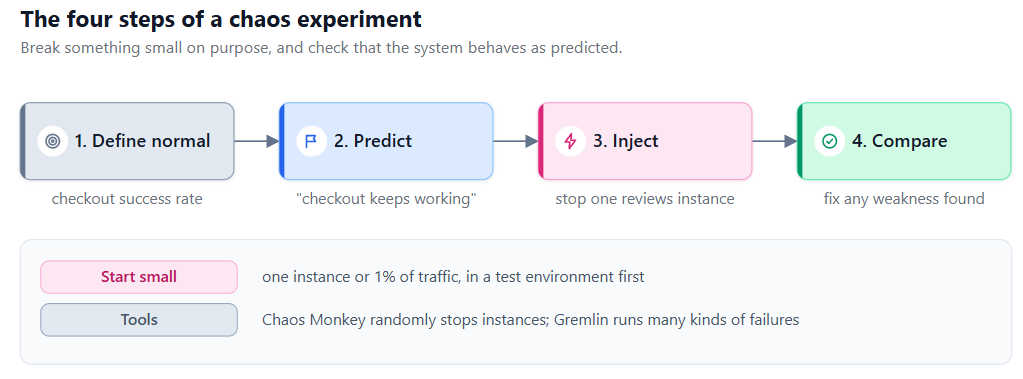 The four steps of a chaos experiment
Break something small on purpose, and check that the system behaves as predicted.
1. Define normal
2. Predict
3. Inject
4. Compare
checkout success rate
"checkout keeps working"
stop one reviews instance
fix any weakness found
Start small
one instance or 1% of traffic, in a test environment first
Tools
Chaos Monkey randomly stops instances; Gremlin runs many kinds of failures